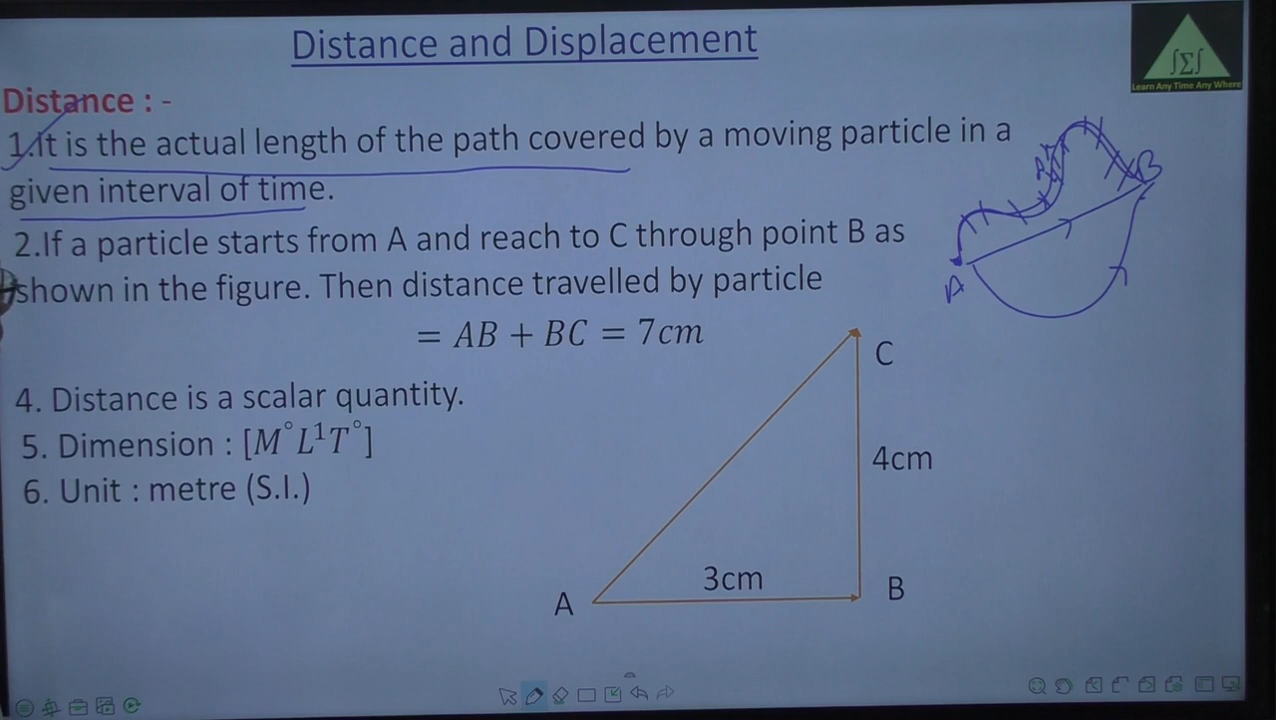 Distance and Displacement
∫Σ∫
Learn Any Time Any Where
Distance : -
1.It is the actual length of the path covered by a moving particle in a
given interval of time.
2.If a particle starts from A and reach to C through point B as
shown in the figure. Then distance travelled by particle
= AB + BC = 7cm
4. Distance is a scalar quantity.
5. Dimension : [M°L¹T°]
6. Unit : metre (S.I.)
B
A
C
4cm
3cm
A
B